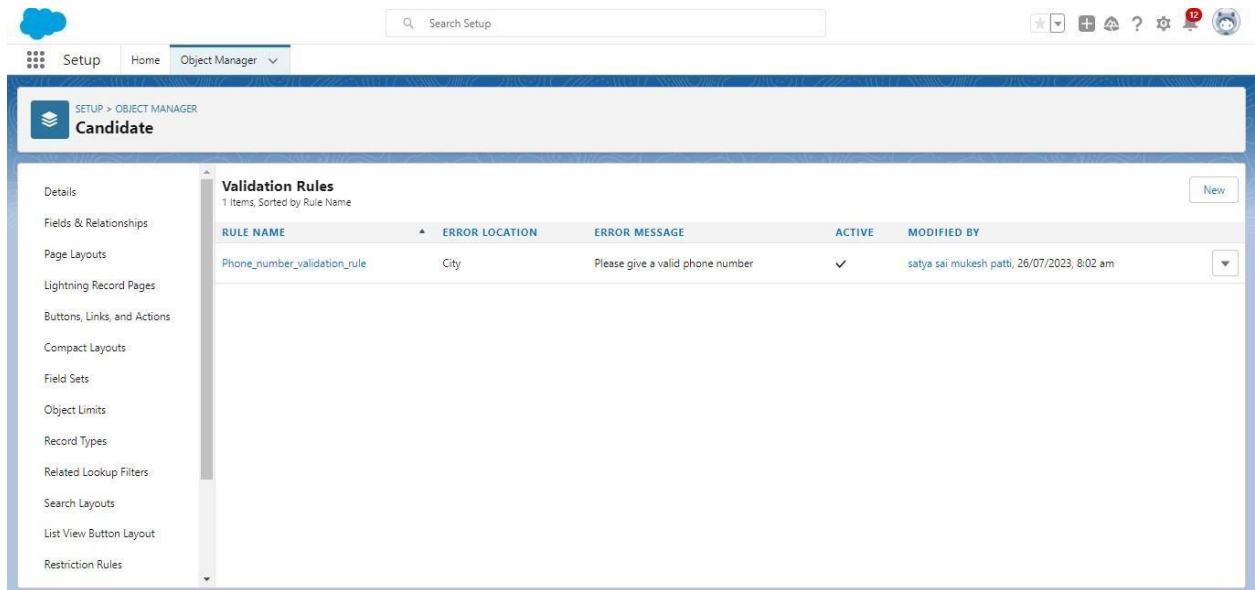 Search Setup
12
Setup Home Object Manager
SETUP > OBJECT MANAGER
Candidate
Details
Fields & Relationships
Page Layouts
Lightning Record Pages
Buttons, Links, and Actions
Compact Layouts
Field Sets
Object Limits
Record Types
Related Lookup Filters
Search Layouts
List View Button Layout
Restriction Rules
Validation Rules
1 Items, Sorted by Rule Name
New
RULE NAME ERROR LOCATION ERROR MESSAGE ACTIVE MODIFIED BY
Phone_number_validation_rule City Please give a valid phone number satya sai mukesh patti, 26/07/2023, 8:02 am